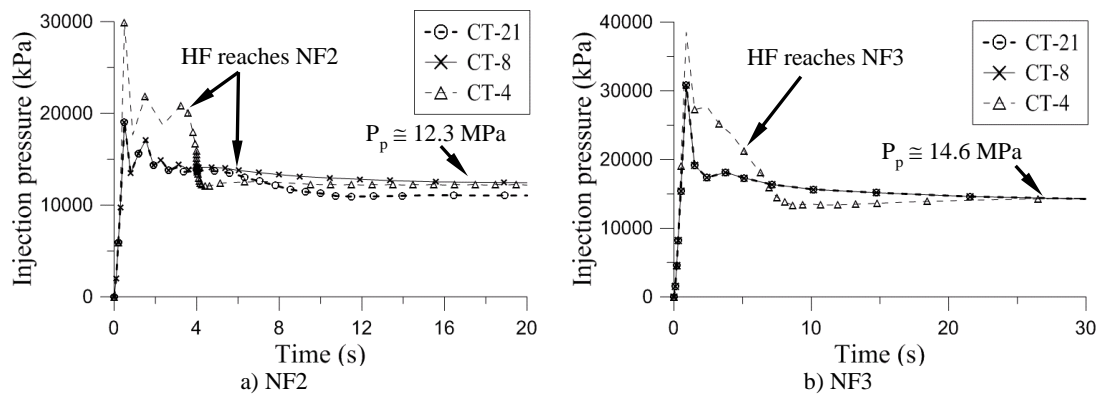 30000
20000
10000
0
Injection pressure (kPa)
0 4 8 12 16 20
Time (s)
HF reaches NF2
CT-21
CT-8
CT-4
Pₚ ≅ 12.3 MPa
a) NF2
40000
30000
20000
10000
0
Injection pressure (kPa)
0 10 20 30
Time (s)
HF reaches NF3
CT-21
CT-8
CT-4
Pₚ ≅ 14.6 MPa
b) NF3